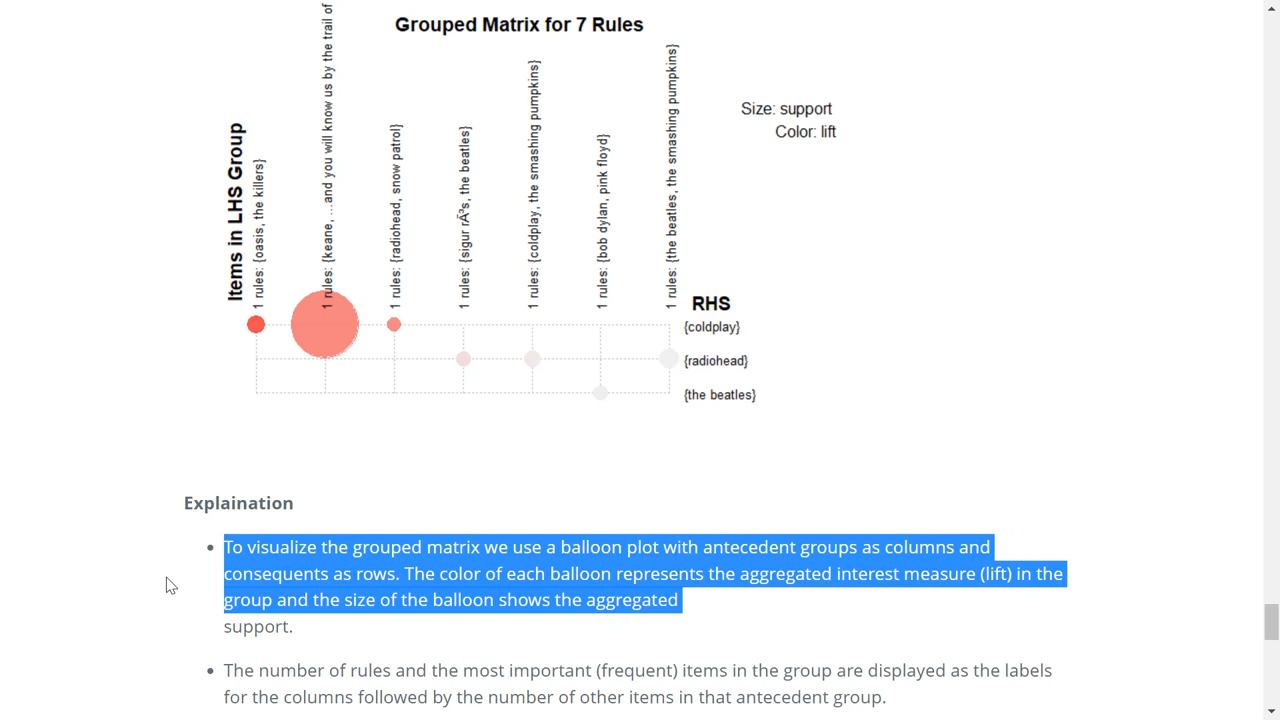 Grouped Matrix for 7 Rules
Size: support
Color: lift
Items in LHS Group
1 rules: {oasis, the killers}
1 rules: {keane, ...and you will know us by the trail of
1 rules: {radiohead, snow patrol}
1 rules: {sigur rÃ³s, the beatles}
1 rules: {coldplay, the smashing pumpkins}
1 rules: {bob dylan, pink floyd}
1 rules: {the beatles, the smashing pumpkins}
RHS
{coldplay}
{radiohead}
{the beatles}
Explaination
• To visualize the grouped matrix we use a balloon plot with antecedent groups as columns and
consequents as rows. The color of each balloon represents the aggregated interest measure (lift) in the
group and the size of the balloon shows the aggregated
support.
• The number of rules and the most important (frequent) items in the group are displayed as the labels
for the columns followed by the number of other items in that antecedent group.